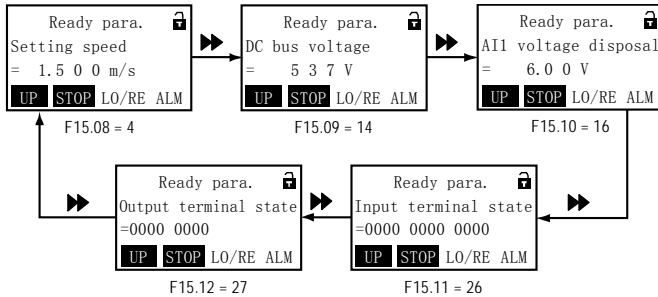 Ready para.
Setting speed
= 1.5 0 0 m/s
UP STOP LO/RE ALM
F15.08 = 4
Ready para.
DC bus voltage
= 5 3 7 V
UP STOP LO/RE ALM
F15.09 = 14
Ready para.
AI1 voltage disposal
= 6.0 0 V
UP STOP LO/RE ALM
F15.10 = 16
Ready para.
Output terminal state
=0000 0000
UP STOP LO/RE ALM
F15.12 = 27
Ready para.
Input terminal state
=0000 0000 0000
UP STOP LO/RE ALM
F15.11 = 26